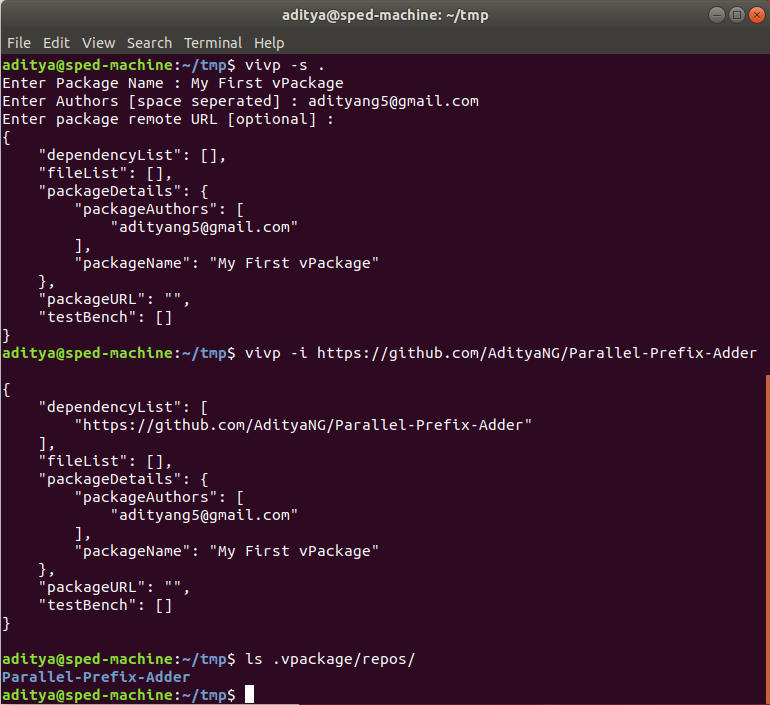 aditya@sped-machine: ~/tmp
File Edit View Search Terminal Help
aditya@sped-machine:~/tmp$ vivp -s .
Enter Package Name : My First vPackage
Enter Authors [space seperated] : adityang5@gmail.com
Enter package remote URL [optional] :
{
    "dependencyList": [],
    "fileList": [],
    "packageDetails": {
        "packageAuthors": [
            "adityang5@gmail.com"
        ],
        "packageName": "My First vPackage"
    },
    "packageURL": "",
    "testBench": []
}
aditya@sped-machine:~/tmp$ vivp -i https://github.com/AdityaNG/Parallel-Prefix-Adder
{
    "dependencyList": [
        "https://github.com/AdityaNG/Parallel-Prefix-Adder"
    ],
    "fileList": [],
    "packageDetails": {
        "packageAuthors": [
            "adityang5@gmail.com"
        ],
        "packageName": "My First vPackage"
    },
    "packageURL": "",
    "testBench": []
}
aditya@sped-machine:~/tmp$ ls .vpackage/repos/
Parallel-Prefix-Adder
aditya@sped-machine:~/tmp$